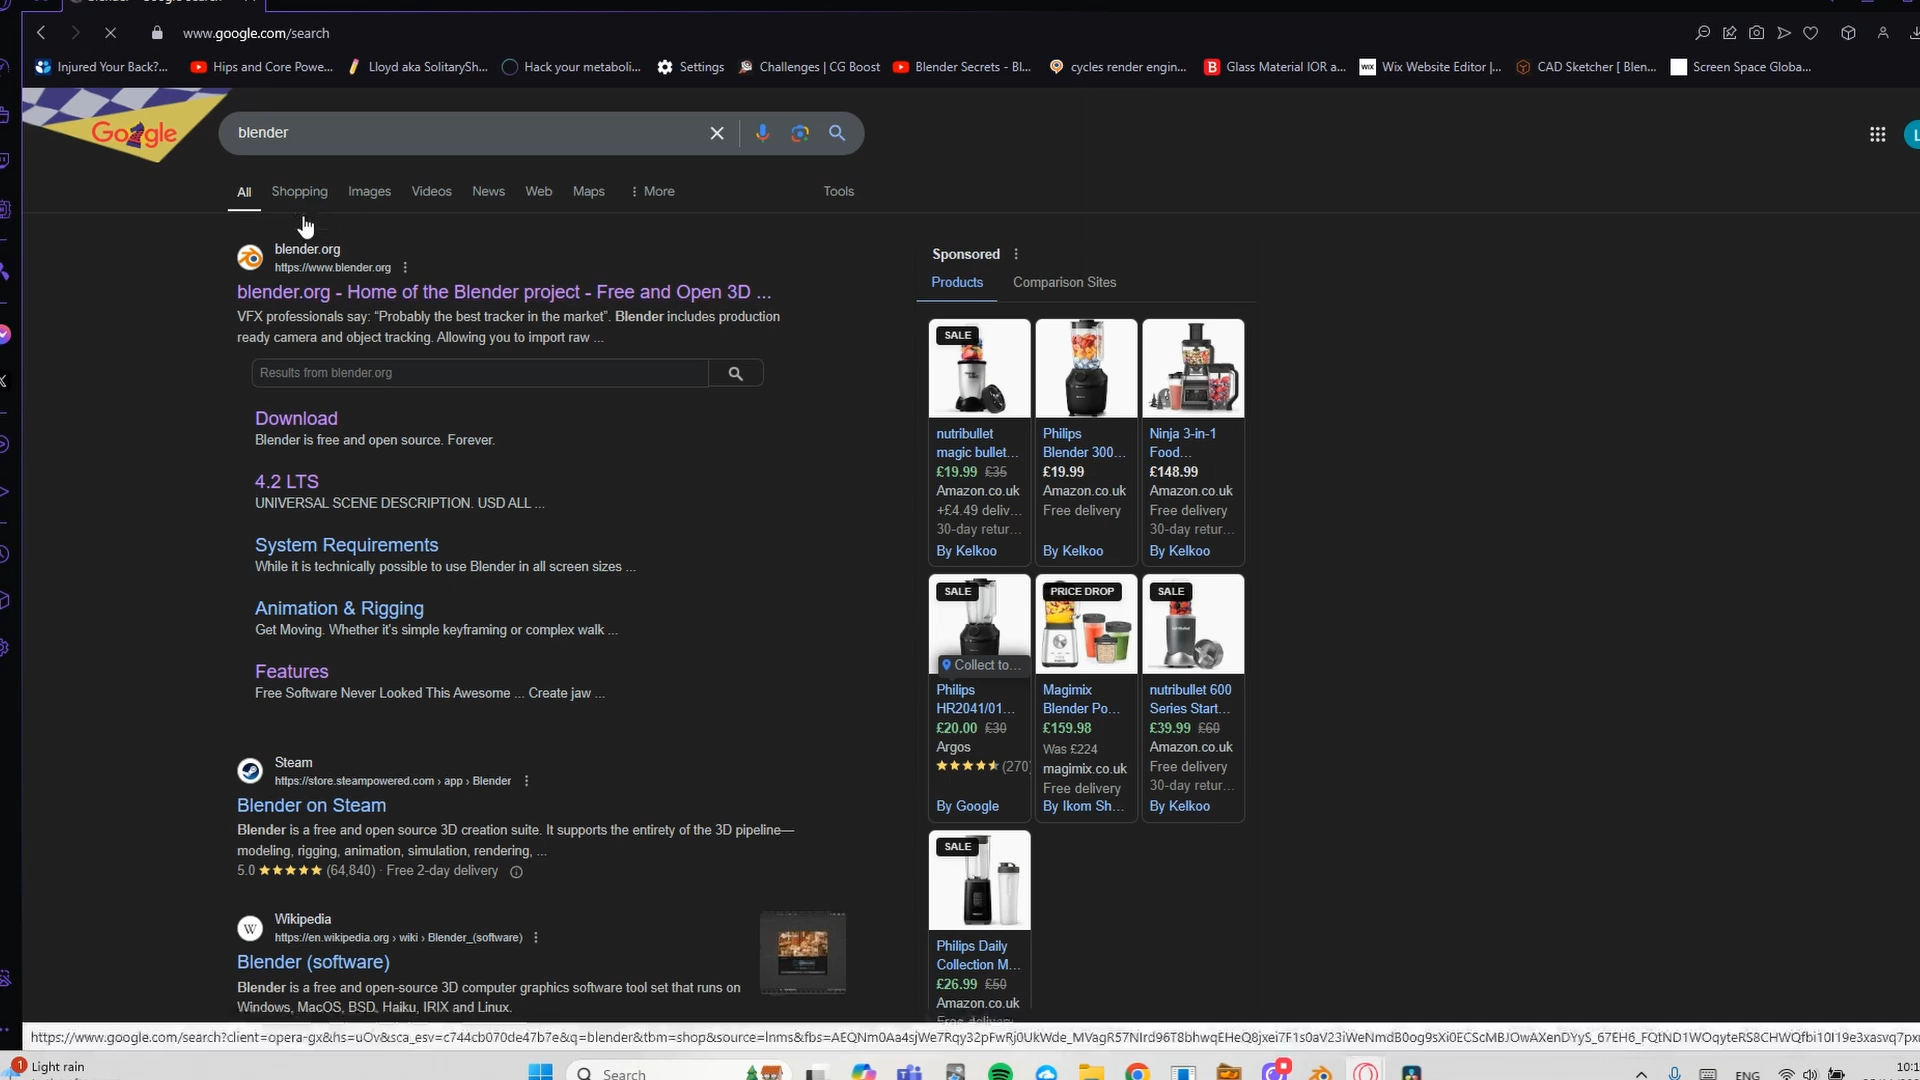 www.google.com/search
Injured Your Back?...
Hips and Core Powe...
Lloyd aka SolitarySh...
Hack your metaboli...
Settings
Challenges | CG Boost
Blender Secrets - Bl...
cycles render engin...
Glass Material IOR a...
Wix Website Editor |...
CAD Sketcher [ Blen...
Screen Space Globa...
Google
blender
All
Shopping
Images
Videos
News
Web
Maps
More
Tools
blender.org
https://www.blender.org
blender.org - Home of the Blender project - Free and Open 3D ...
VFX professionals say: “Probably the best tracker in the market”. Blender includes production
ready camera and object tracking. Allowing you to import raw ...
Results from blender.org
Download
Blender is free and open source. Forever.
4.2 LTS
UNIVERSAL SCENE DESCRIPTION. USD ALL ...
System Requirements
While it is technically possible to use Blender in all screen sizes ...
Animation & Rigging
Get Moving. Whether it's simple keyframing or complex walk ...
Features
Free Software Never Looked This Awesome ... Create jaw ...
Steam
https://store.steampowered.com › app › Blender
Blender on Steam
Blender is a free and open source 3D creation suite. It supports the entirety of the 3D pipeline—
modeling, rigging, animation, simulation, rendering, ...
5.0 (64,840) · Free 2-day delivery
Wikipedia
https://en.wikipedia.org › wiki › Blender_(software)
Blender (software)
Blender is a free and open-source 3D computer graphics software tool set that runs on
Windows, MacOS, BSD, Haiku, IRIX and Linux.
Sponsored
Products
Comparison Sites
SALE
nutribullet
magic bullet...
£19.99 £35
Amazon.co.uk
+£4.49 deliv...
30-day retur...
By Kelkoo
Philips
Blender 300...
£19.99
Amazon.co.uk
Free delivery
By Kelkoo
Ninja 3-in-1
Food...
£148.99
Amazon.co.uk
Free delivery
30-day retur...
By Kelkoo
SALE
Collect to...
Philips
HR2041/01...
£20.00 £30
Argos
(270)
By Google
PRICE DROP
Magimix
Blender Po...
£159.98
Was £224
magimix.co.uk
Free delivery
By Ikom Sh...
SALE
nutribullet 600
Series Start...
£39.99 £60
Amazon.co.uk
Free delivery
30-day retur...
By Kelkoo
SALE
Philips Daily
Collection M...
£26.99 £50
Amazon.co.uk
Free delivery
1
Light rain
Search
ENG
10:1